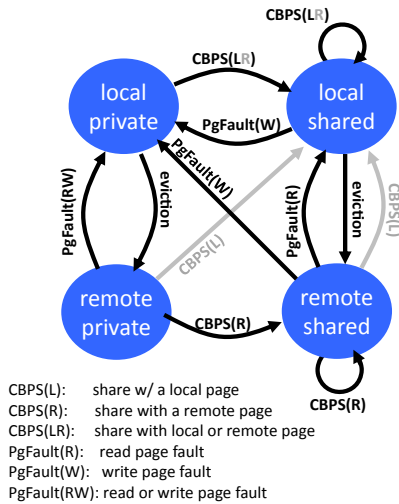 CBPS(LR)
CBPS(LR)
local
private
local
shared
PgFault(W)
PgFault(W)
PgFault(RW)
eviction
CBPS(L)
PgFault(R)
eviction
CBPS(L)
remote
private
CBPS(R)
remote
shared
CBPS(R)
CBPS(L): share w/ a local page
CBPS(R): share with a remote page
CBPS(LR): share with local or remote page
PgFault(R): read page fault
PgFault(W): write page fault
PgFault(RW): read or write page fault